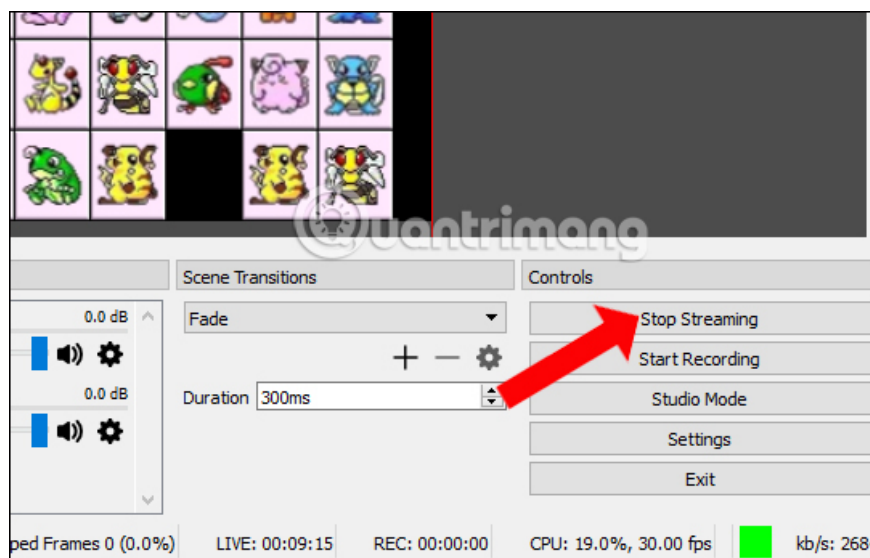 Quantrimang
Scene Transitions
Controls
0.0 dB
Fade
Stop Streaming
Start Recording
0.0 dB
Duration
300ms
Studio Mode
Settings
Exit
ped Frames 0 (0.0%)
LIVE: 00:09:15
REC: 00:00:00
CPU: 19.0%, 30.00 fps
kb/s: 268